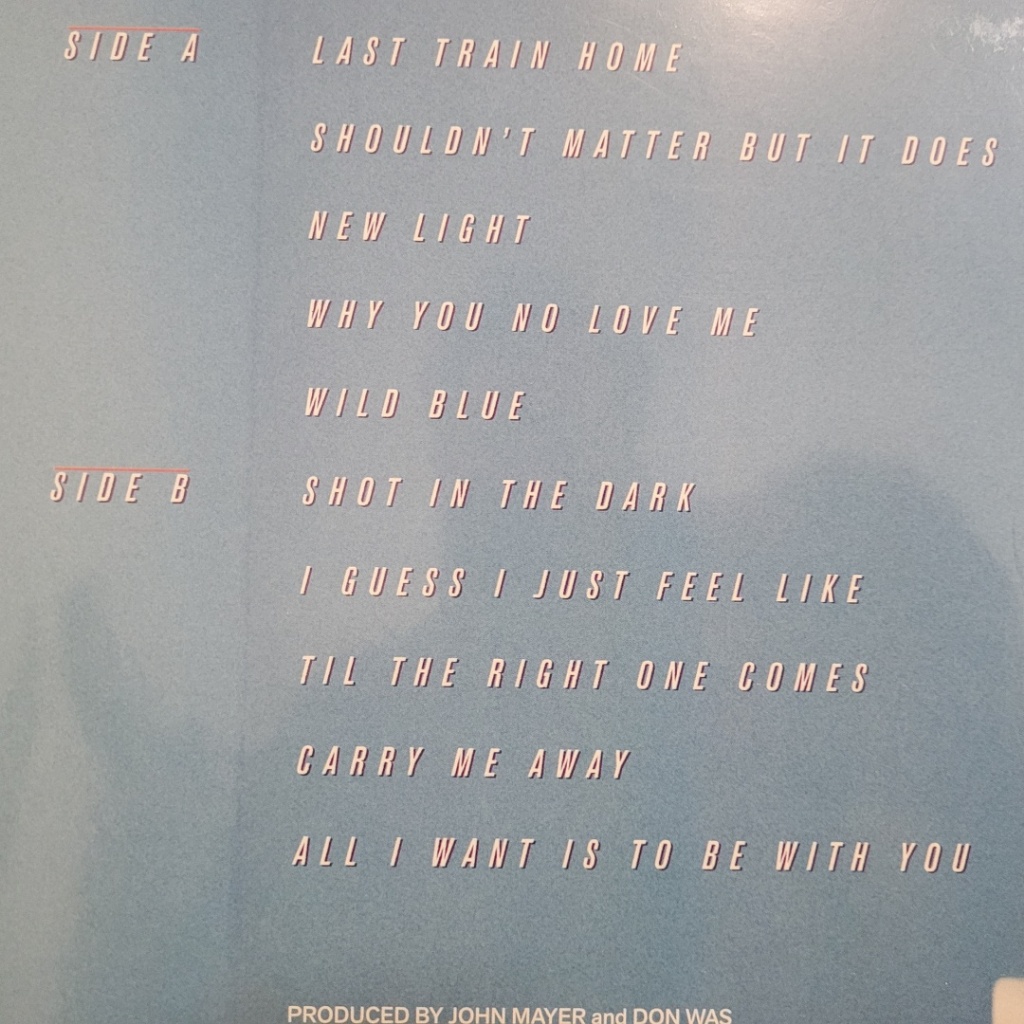 SIDE A LAST TRAIN HOME
SHOULDN'T MATTER BUT IT DOES
NEW LIGHT
WHY YOU NO LOVE ME
WILD BLUE
SIDE B SHOT IN THE DARK
I GUESS I JUST FEEL LIKE
TIL THE RIGHT ONE COMES
CARRY ME AWAY
ALL I WANT IS TO BE WITH YOU
PRODUCED BY JOHN MAYER and DON WAS